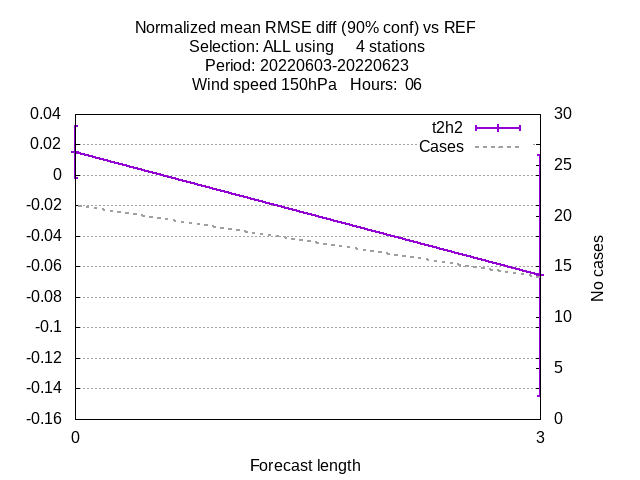 Normalized mean RMSE diff (90% conf) vs REF
Selection: ALL using     4 stations
Period: 20220603-20220623
Wind speed 150hPa   Hours:  06
t2h2
Cases
0.04
0.02
0
-0.02
-0.04
-0.06
-0.08
-0.1
-0.12
-0.14
-0.16
30
25
20
15
10
5
0
No cases
0
3
Forecast length